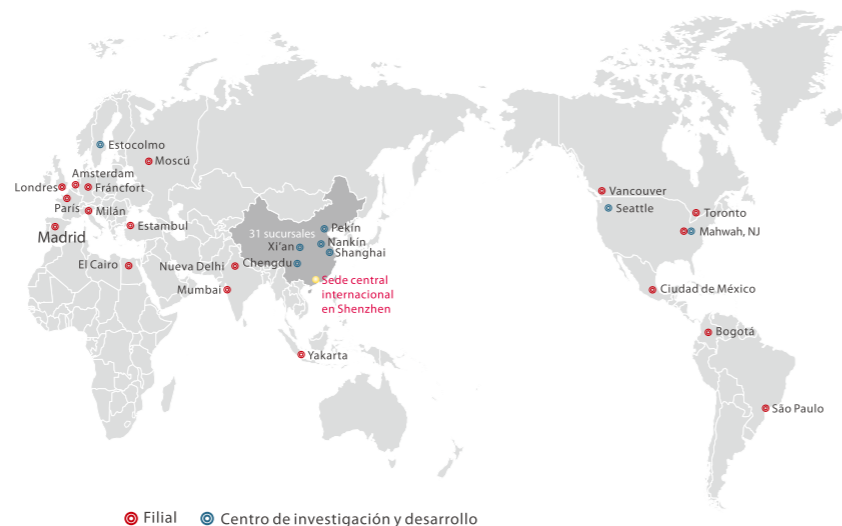 Estocolmo
Moscú
Amsterdam
Londres
Fráncfort
París
Milán
Madrid
Estambul
El Cairo
Nueva Delhi
Mumbai
31 sucursales
Pekín
Xi'an
Nankín
Shanghai
Chengdu
Sede central
internacional
en Shenzhen
Yakarta
Vancouver
Seattle
Toronto
Mahwah, NJ
Ciudad de México
Bogotá
São Paulo
Filial
Centro de investigación y desarrollo